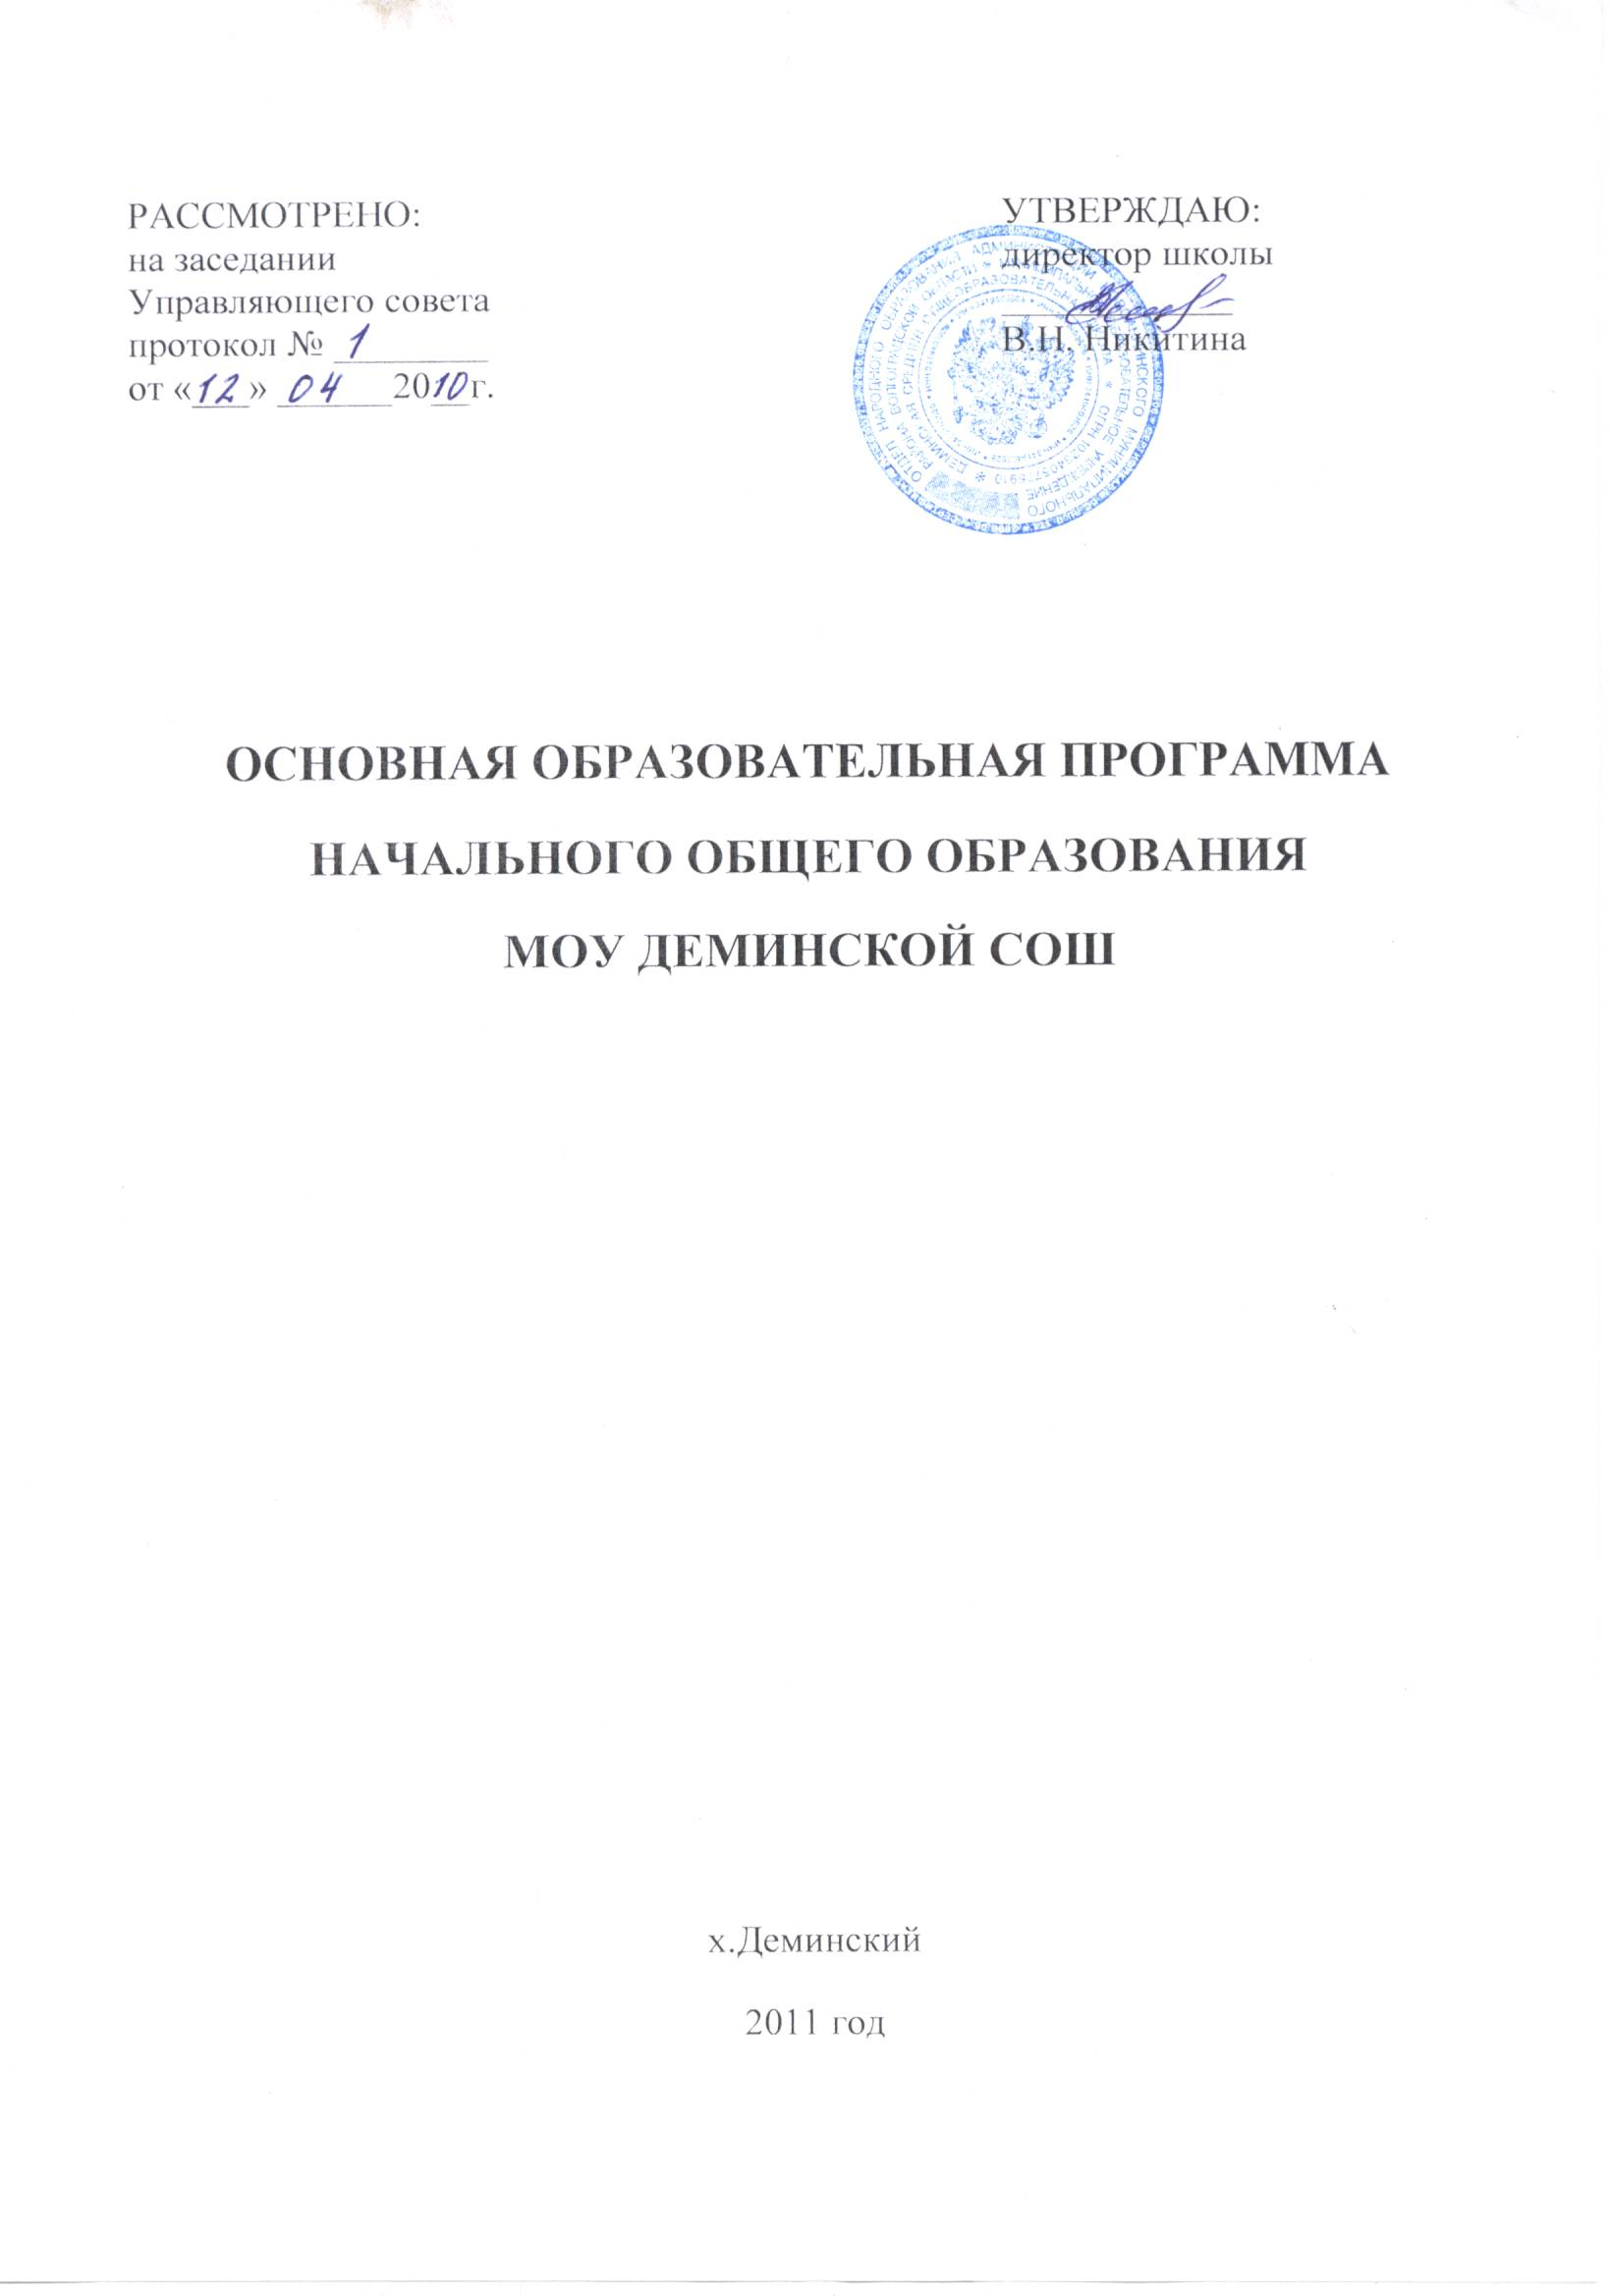 РАССМОТРЕНО:
на заседании
Управляющего совета
протокол № 1
от «12» 04 2010г.
УТВЕРЖДАЮ:
директор школы
В.Н. Никитина
ОСНОВНАЯ ОБРАЗОВАТЕЛЬНАЯ ПРОГРАММА
НАЧАЛЬНОГО ОБЩЕГО ОБРАЗОВАНИЯ
МОУ ДЕМИНСКОЙ СОШ
х.Деминский
2011 год